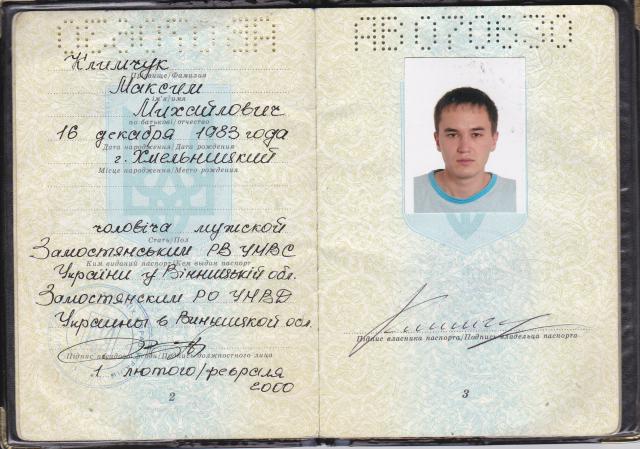 Климчук
Прізвище/Фамилия
Максим
ім'я/имя
Михайлович
по батькові/отчество
16 декабря 1983 года
Дата народження/Дата рождения
г. Хмельницкий
Місце народження/Место рождения
чоловіча мужской
Стать/Пол
Замостянським РВ УМВС
Ким виданий паспорт/Кем выдан паспорт
України у Вінницькій обл.
Замостянским РО УМВД
Украины в Винницкой обл.
Підпис посадової особи/Подпись должностного лица
1 лютого/февраля
2000
2
АВ 070630
Підпис власника паспорта/Подпись владельца паспорта
3